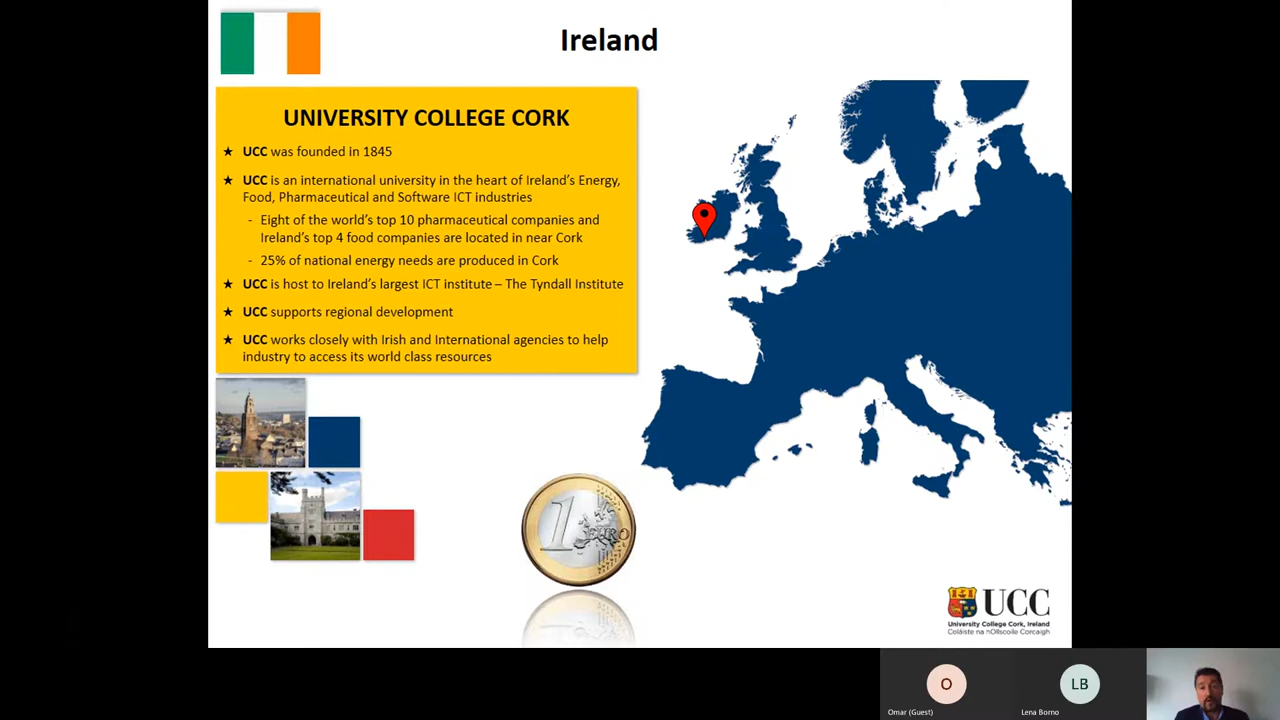 Ireland
UNIVERSITY COLLEGE CORK
★ UCC was founded in 1845
★ UCC is an international university in the heart of Ireland's Energy,
Food, Pharmaceutical and Software ICT industries
- Eight of the world's top 10 pharmaceutical companies and
Ireland's top 4 food companies are located in near Cork
- 25% of national energy needs are produced in Cork
★ UCC is host to Ireland's largest ICT institute – The Tyndall Institute
★ UCC supports regional development
★ UCC works closely with Irish and International agencies to help
industry to access its world class resources
1 EURO
UCC
University College Cork, Ireland
Coláiste na hOllscoile Corcaigh
O
LB
Omar (Guest)
Lena Borno